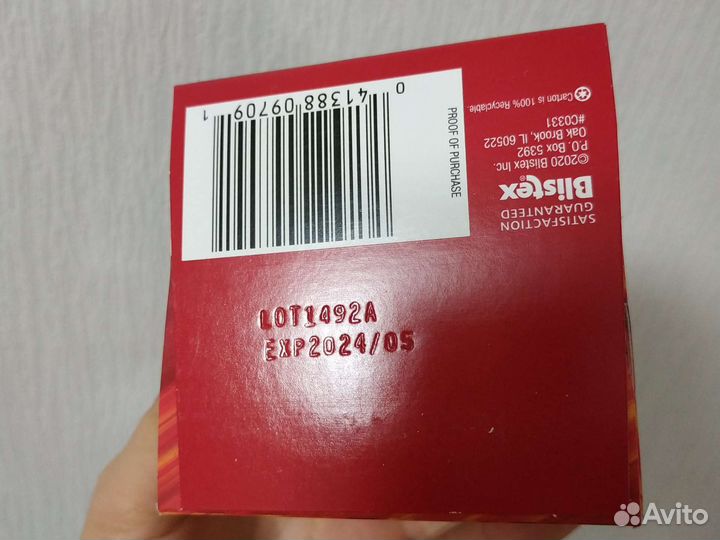 SATISFACTION
GUARANTEED
Blistex®
©2020 Blistex Inc.
P.O. Box 5392
Oak Brook, IL 60522
#C0331
Carton is 100% Recyclable.
PROOF OF PURCHASE
0 41388 09709 1
LOT1492A
EXP2024/05
Avito